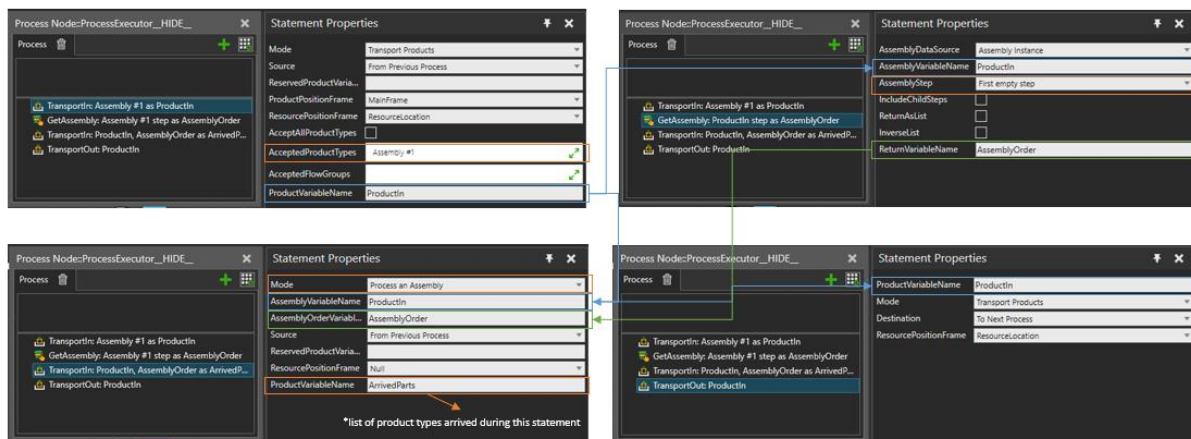 Process Node::ProcessExecutor__HIDE__
Process
TransportIn: Assembly #1 as ProductIn
GetAssembly: Assembly #1 step as AssemblyOrder
TransportIn: ProductIn, AssemblyOrder as ArrivedP...
TransportOut: ProductIn
Statement Properties
Mode Transport Products
Source From Previous Process
ReservedProductVaria...
ProductPositionFrame MainFrame
ResourcePositionFrame ResourceLocation
AcceptAllProductTypes
AcceptedProductTypes Assembly #1
AcceptedFlowGroups
ProductVariableName ProductIn
Process Node::ProcessExecutor__HIDE__
Process
TransportIn: Assembly #1 as ProductIn
GetAssembly: ProductIn step as AssemblyOrder
TransportIn: ProductIn, AssemblyOrder as ArrivedP...
TransportOut: ProductIn
Statement Properties
AssemblyDataSource Assembly Instance
AssemblyVariableName ProductIn
AssemblyStep First empty step
IncludeChildSteps
ReturnAsList
InverseList
ReturnVariableName AssemblyOrder
Process Node::ProcessExecutor__HIDE__
Process
TransportIn: Assembly #1 as ProductIn
GetAssembly: Assembly #1 step as AssemblyOrder
TransportIn: ProductIn, AssemblyOrder as ArrivedP...
TransportOut: ProductIn
Statement Properties
Mode Process an Assembly
AssemblyVariableName ProductIn
AssemblyOrderVariabl... AssemblyOrder
Source From Previous Process
ReservedProductVaria...
ResourcePositionFrame Null
ProductVariableName ArrivedParts
*list of product types arrived during this statement
Process Node::ProcessExecutor__HIDE__
Process
TransportIn: Assembly #1 as ProductIn
GetAssembly: Assembly #1 step as AssemblyOrder
TransportIn: ProductIn, AssemblyOrder as ArrivedP...
TransportOut: ProductIn
Statement Properties
ProductVariableName ProductIn
Mode Transport Products
Destination To Next Process
ResourcePositionFrame ResourceLocation